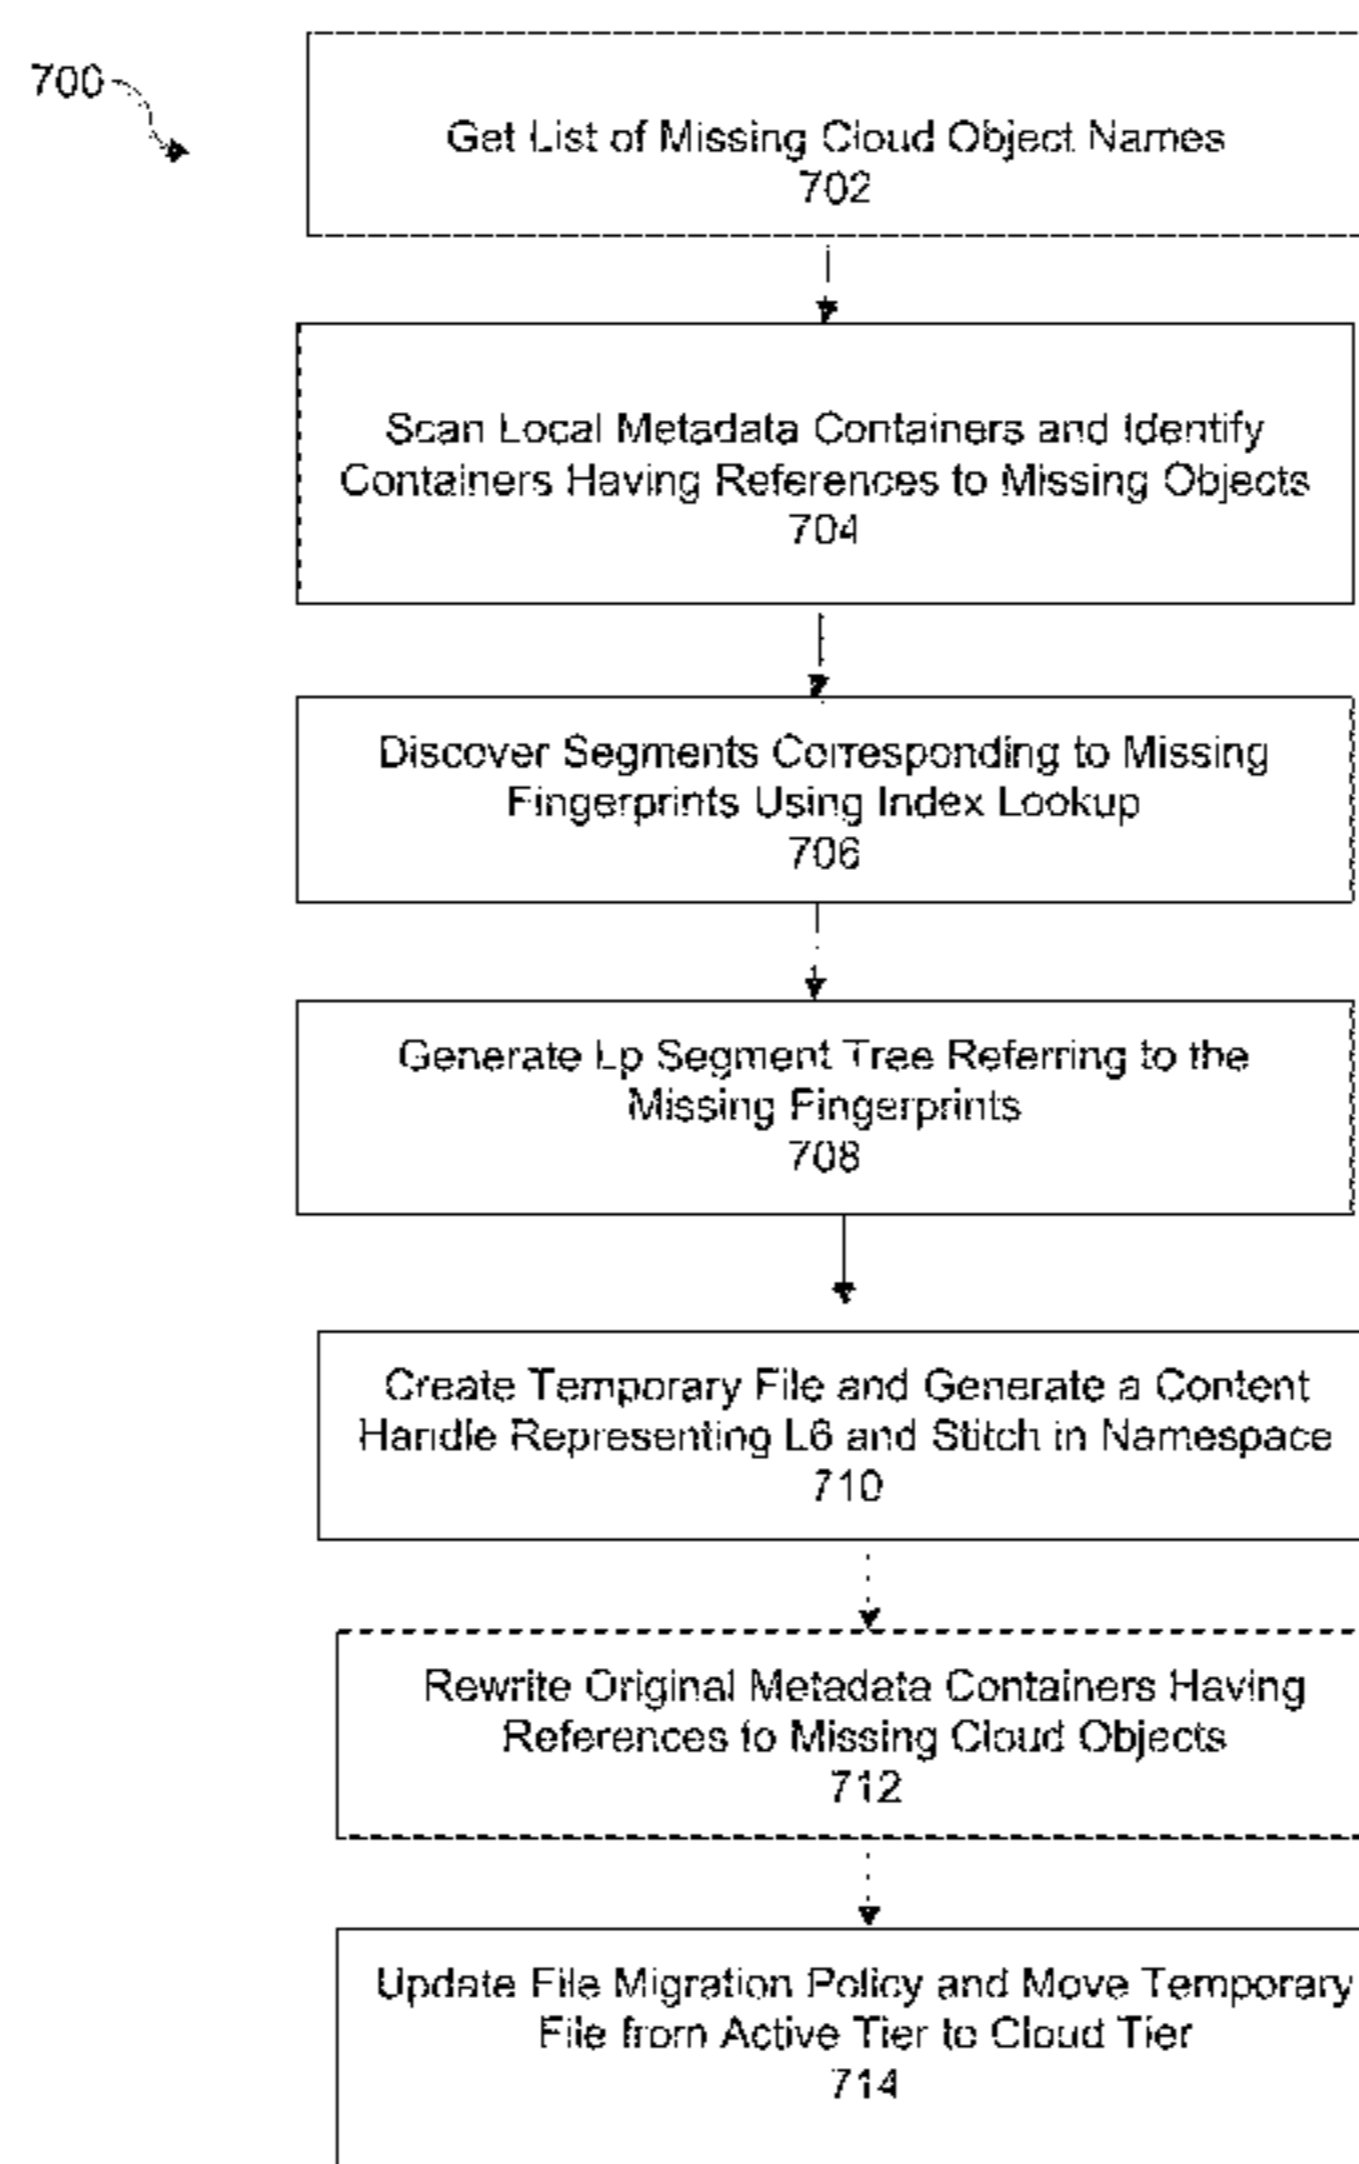 700
Get List of Missing Cloud Object Names
702
Scan Local Metadata Containers and Identify
Containers Having References to Missing Objects
704
Discover Segments Corresponding to Missing
Fingerprints Using Index Lookup
706
Generate Lp Segment Tree Referring to the
Missing Fingerprints
708
Create Temporary File and Generate a Content
Handle Representing L6 and Stitch in Namespace
710
Rewrite Original Metadata Containers Having
References to Missing Cloud Objects
712
Update File Migration Policy and Move Temporary
File from Active Tier to Cloud Tier
714